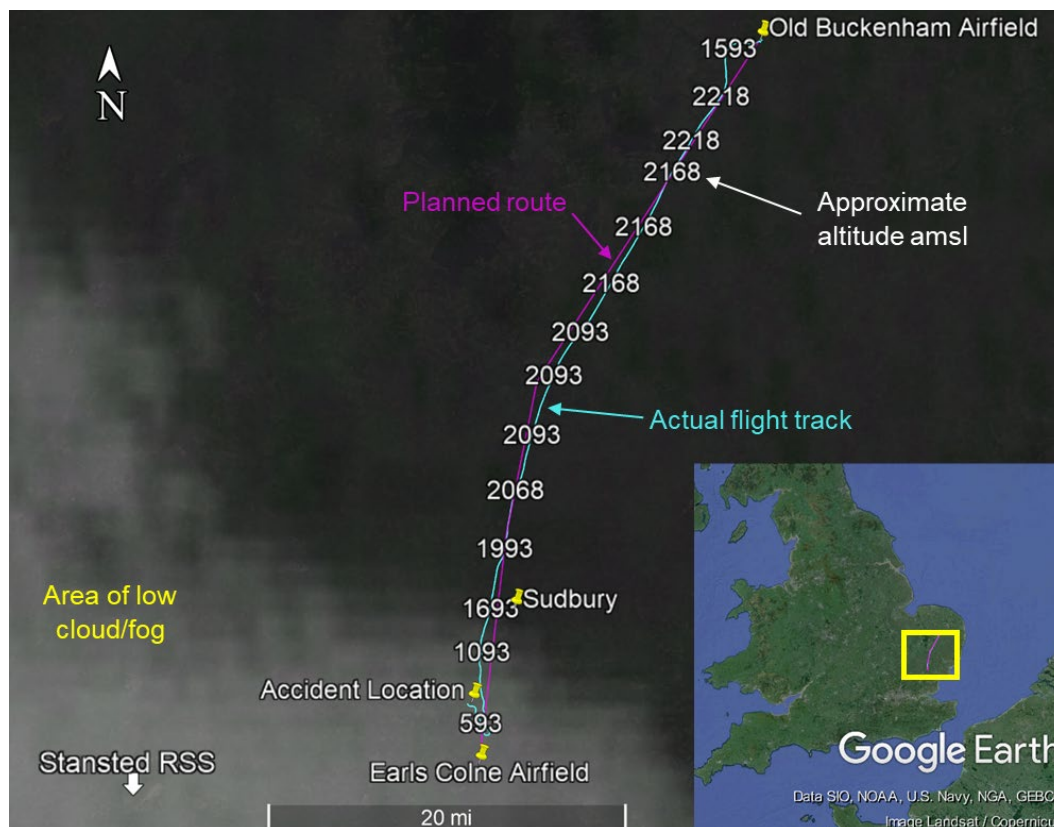 Old Buckenham Airfield
1593
N
2218
2218
2168
Planned route
Approximate
altitude amsl
2168
2168
2093
2093
Actual flight track
2093
2068
1993
Area of low
cloud/fog
1693
Sudbury
1093
Accident Location
593
Stansted RSS
Earls Colne Airfield
20 mi
Google Earth
Data SIO, NOAA, U.S. Navy, NGA, GEBC
Image Landsat / Copernicu